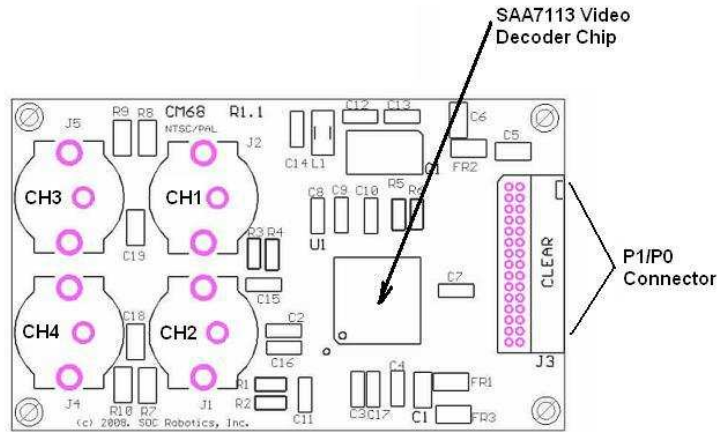 SAA7113 Video
Decoder Chip
R9 R8 CM68 R1.1
NTSC/PAL
J5
J2
C12 C13
C6
C5
C14 L1
FR2
CH3
CH1
C8 C9 C10 R5 R6
U1
C19
R3 R4
CLEAR
P1/P0
Connector
C15
C7
C18
CH4
CH2
C2
C16
C4
J3
R1
R2
C11
C3 C17
C1
FR1
FR3
J4
R10 R7
J1
(c) 2008. SOC Robotics, Inc.